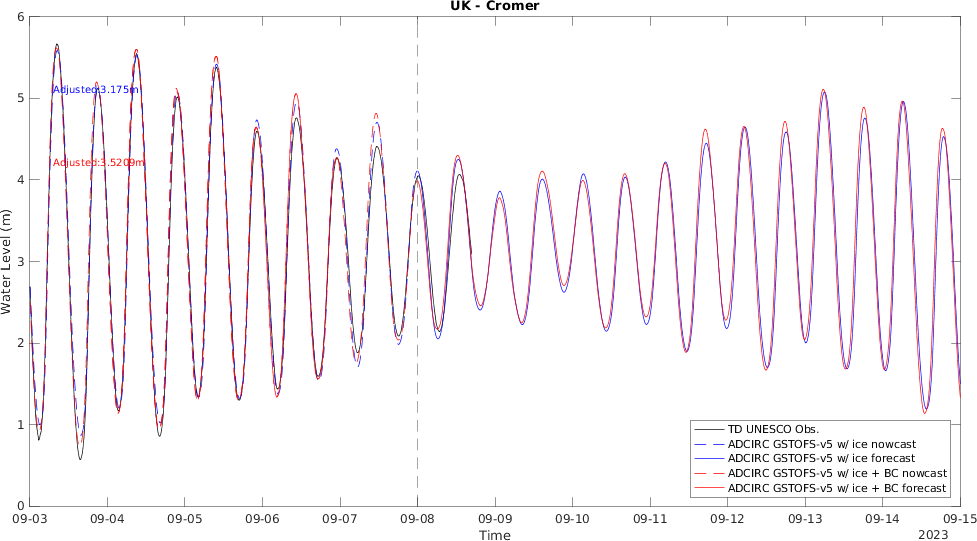 UK - Cromer
Water Level (m)
6
5
4
3
2
1
0
Adjusted:3.175m
Adjusted:3.5209m
TD UNESCO Obs.
ADCIRC GSTOFS-v5 w/ ice nowcast
ADCIRC GSTOFS-v5 w/ ice forecast
ADCIRC GSTOFS-v5 w/ ice + BC nowcast
ADCIRC GSTOFS-v5 w/ ice + BC forecast
09-03 09-04 09-05 09-06 09-07 09-08 09-09 09-10 09-11 09-12 09-13 09-14 09-15
Time
2023